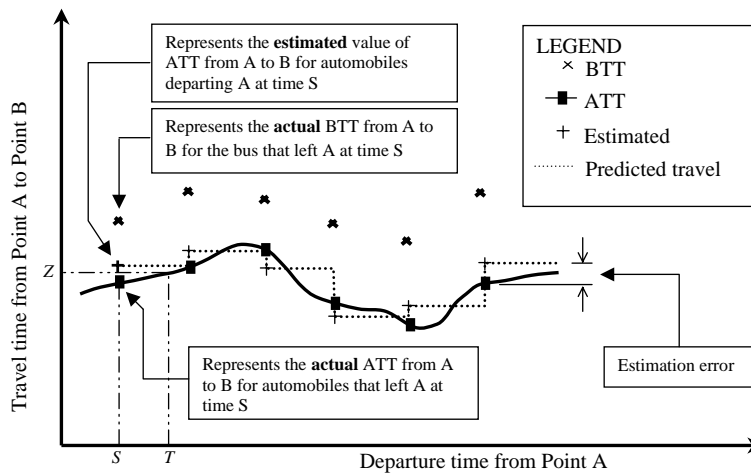 Represents the estimated value of
ATT from A to B for automobiles
departing A at time S
Represents the actual BTT from A to
B for the bus that left A at time S
LEGEND
BTT
ATT
Estimated
Predicted travel
Travel time from Point A to Point B
Z
Represents the actual ATT from A
to B for automobiles that left A at
time S
Estimation error
S
T
Departure time from Point A